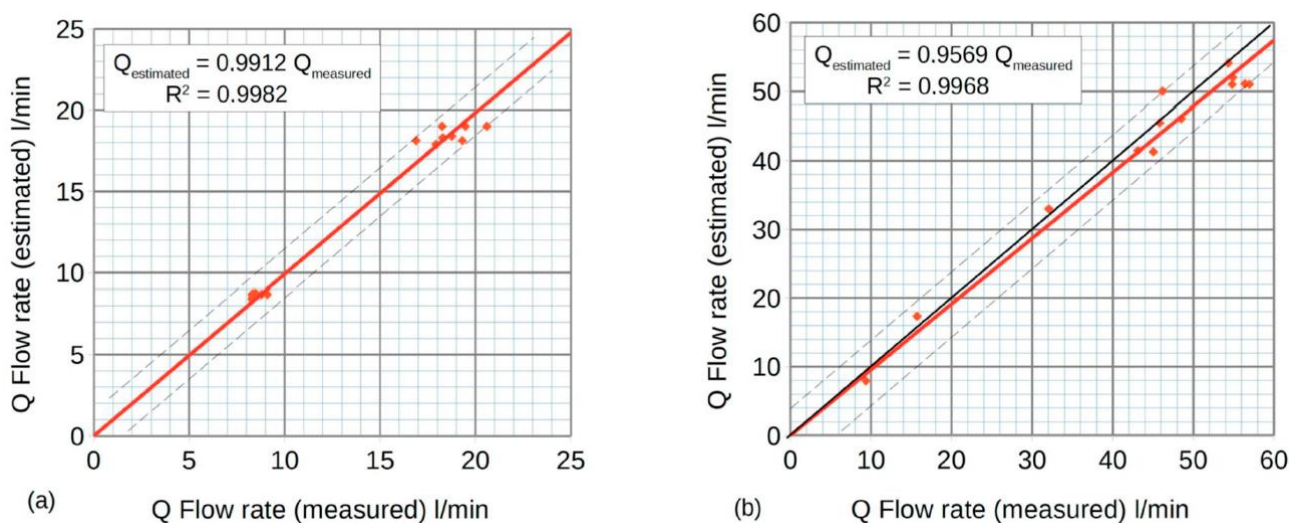 25
20
15
10
5
0
Q Flow rate (estimated) l/min
Q_estimated = 0.9912 Q_measured
R² = 0.9982
0 5 10 15 20 25
(a)
Q Flow rate (measured) l/min
60
50
40
30
20
10
0
Q Flow rate (estimated) l/min
Q_estimated = 0.9569 Q_measured
R² = 0.9968
0 10 20 30 40 50 60
(b)
Q Flow rate (measured) l/min